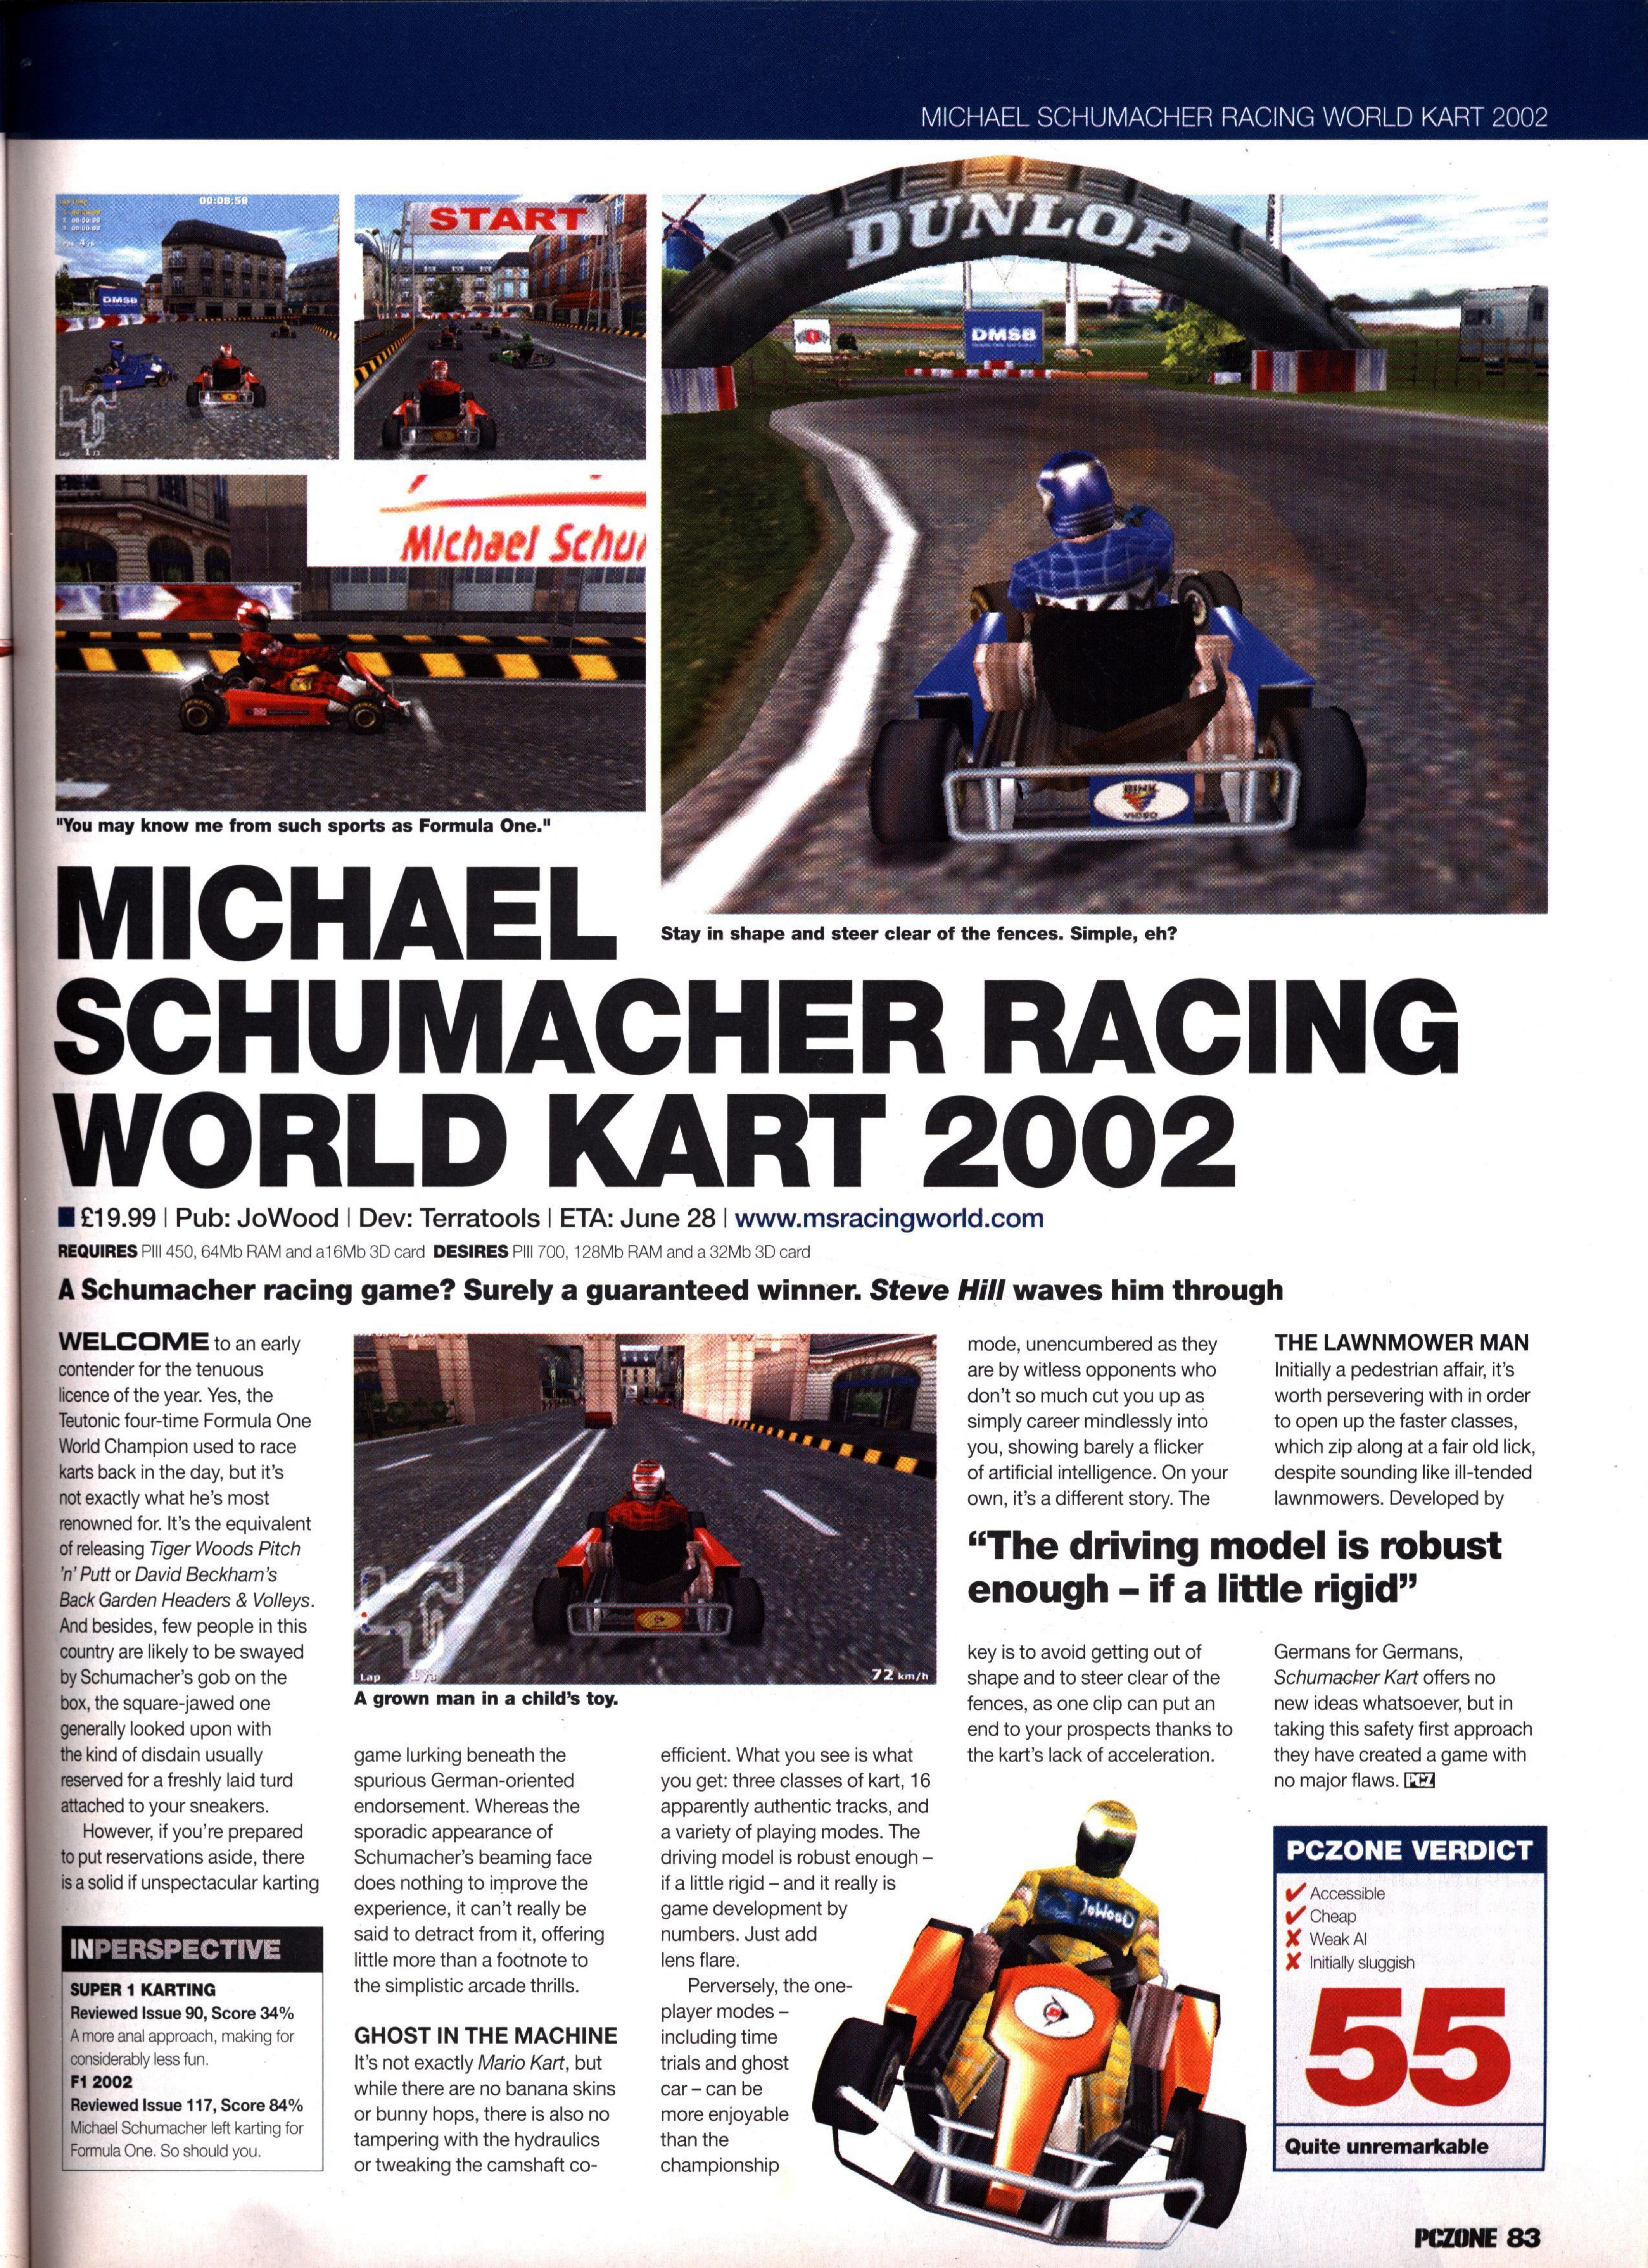 MICHAEL SCHUMACHER RACING WORLD KART 2002
00:08:58
DMSB
Lap 1/3
START
DUNLOP
DMSB
BINK
VIDEO
Michael Schu
"You may know me from such sports as Formula One."
Stay in shape and steer clear of the fences. Simple, eh?
MICHAEL
SCHUMACHER RACING
WORLD KART 2002
£19.99 | Pub: JoWood | Dev: Terratools | ETA: June 28 | www.msracingworld.com
REQUIRES PIII 450, 64Mb RAM and a16Mb 3D card DESIRES PIII 700, 128Mb RAM and a 32Mb 3D card
A Schumacher racing game? Surely a guaranteed winner. Steve Hill waves him through
WELCOME to an early
contender for the tenuous
licence of the year. Yes, the
Teutonic four-time Formula One
World Champion used to race
karts back in the day, but it's
not exactly what he's most
renowned for. It's the equivalent
of releasing Tiger Woods Pitch
'n' Putt or David Beckham's
Back Garden Headers & Volleys.
And besides, few people in this
country are likely to be swayed
by Schumacher's gob on the
box, the square-jawed one
generally looked upon with
the kind of disdain usually
reserved for a freshly laid turd
attached to your sneakers.
However, if you're prepared
to put reservations aside, there
is a solid if unspectacular karting
INPERSPECTIVE
SUPER 1 KARTING
Reviewed Issue 90, Score 34%
A more anal approach, making for
considerably less fun.
F1 2002
Reviewed Issue 117, Score 84%
Michael Schumacher left karting for
Formula One. So should you.
Lap 1/3
72 km/h
A grown man in a child's toy.
game lurking beneath the
spurious German-oriented
endorsement. Whereas the
sporadic appearance of
Schumacher's beaming face
does nothing to improve the
experience, it can't really be
said to detract from it, offering
little more than a footnote to
the simplistic arcade thrills.
GHOST IN THE MACHINE
It's not exactly Mario Kart, but
while there are no banana skins
or bunny hops, there is also no
tampering with the hydraulics
or tweaking the camshaft co-
efficient. What you see is what
you get: three classes of kart, 16
apparently authentic tracks, and
a variety of playing modes. The
driving model is robust enough –
if a little rigid – and it really is
game development by
numbers. Just add
lens flare.
Perversely, the one-
player modes –
including time
trials and ghost
car – can be
more enjoyable
than the
championship
mode, unencumbered as they
are by witless opponents who
don't so much cut you up as
simply career mindlessly into
you, showing barely a flicker
of artificial intelligence. On your
own, it's a different story. The
"The driving model is robust
enough – if a little rigid"
key is to avoid getting out of
shape and to steer clear of the
fences, as one clip can put an
end to your prospects thanks to
the kart's lack of acceleration.
THE LAWNMOWER MAN
Initially a pedestrian affair, it's
worth persevering with in order
to open up the faster classes,
which zip along at a fair old lick,
despite sounding like ill-tended
lawnmowers. Developed by
Germans for Germans,
Schumacher Kart offers no
new ideas whatsoever, but in
taking this safety first approach
they have created a game with
no major flaws. PCZ
JoWooD
PCZONE VERDICT
✔ Accessible
✔ Cheap
✘ Weak AI
✘ Initially sluggish
55
Quite unremarkable
PCZONE 83